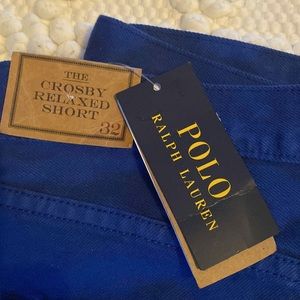 THE
CROSBY
RELAXED
SHORT
32
POLO
RALPH LAUREN